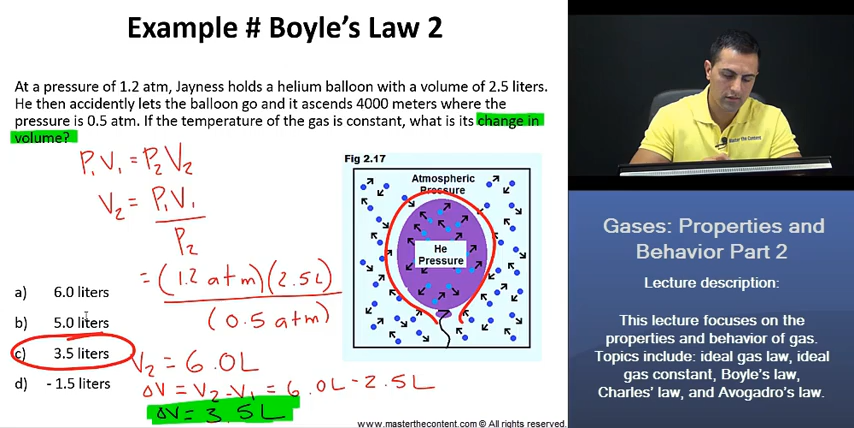 Example # Boyle's Law 2
At a pressure of 1.2 atm, Jayness holds a helium balloon with a volume of 2.5 liters.
He then accidently lets the balloon go and it ascends 4000 meters where the
pressure is 0.5 atm. If the temperature of the gas is constant, what is its change in
volume?
P₁V₁ = P₂V₂
V₂ = P₁V₁
P₂
= (1.2 atm)(2.5L)
(0.5 atm)
a) 6.0 liters
b) 5.0 liters
c) 3.5 liters
d) - 1.5 liters
V₂ = 6.0L
ΔV = V₂ - V₁ = 6.0L - 2.5L
ΔV = 3.5L
Fig 2.17
Atmospheric
Pressure
He
Pressure
www.masterthecontent.com © All rights reserved.
Master The Content
Gases: Properties and
Behavior Part 2
Lecture description:
This lecture focuses on the
properties and behavior of gas.
Topics include: ideal gas law, ideal
gas constant, Boyle's law,
Charles' law, and Avogadro's law.